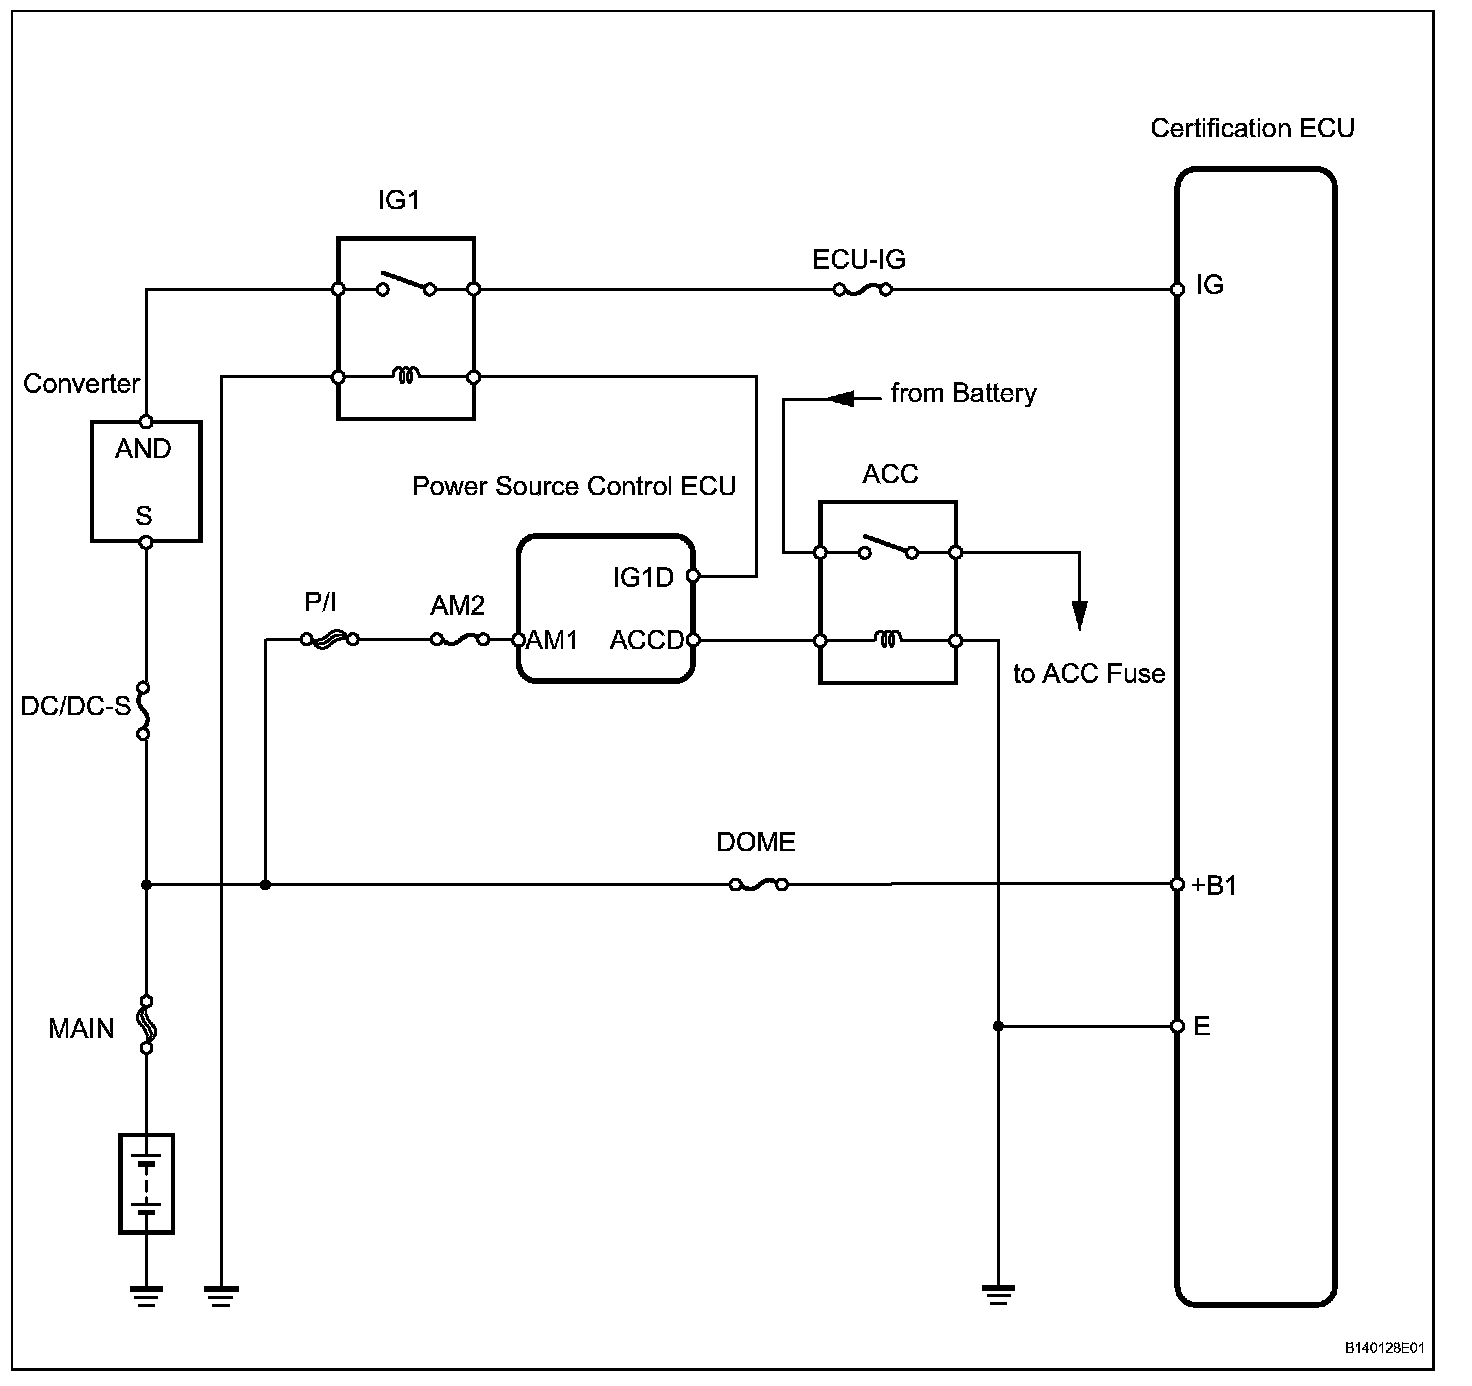 Certification ECU
IG1
ECU-IG
IG
Converter
from Battery
AND
ACC
Power Source Control ECU
S
IG1D
P/I
AM2
AM1
ACCD
to ACC Fuse
DC/DC-S
DOME
+B1
MAIN
E
B140128E01